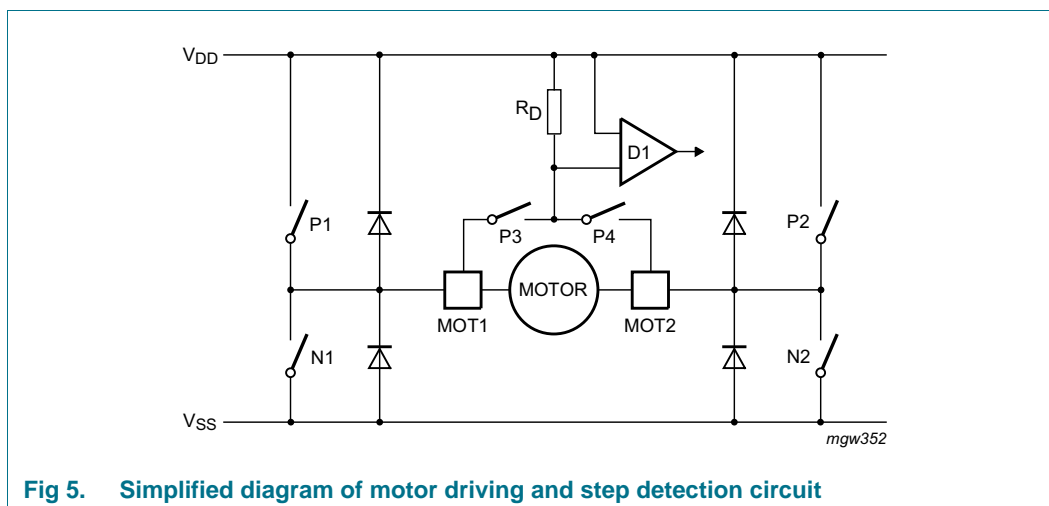 VDD
RD
D1
P1
P3
P4
P2
MOTOR
MOT1
MOT2
N1
N2
VSS
mgw352
Fig 5. Simplified diagram of motor driving and step detection circuit